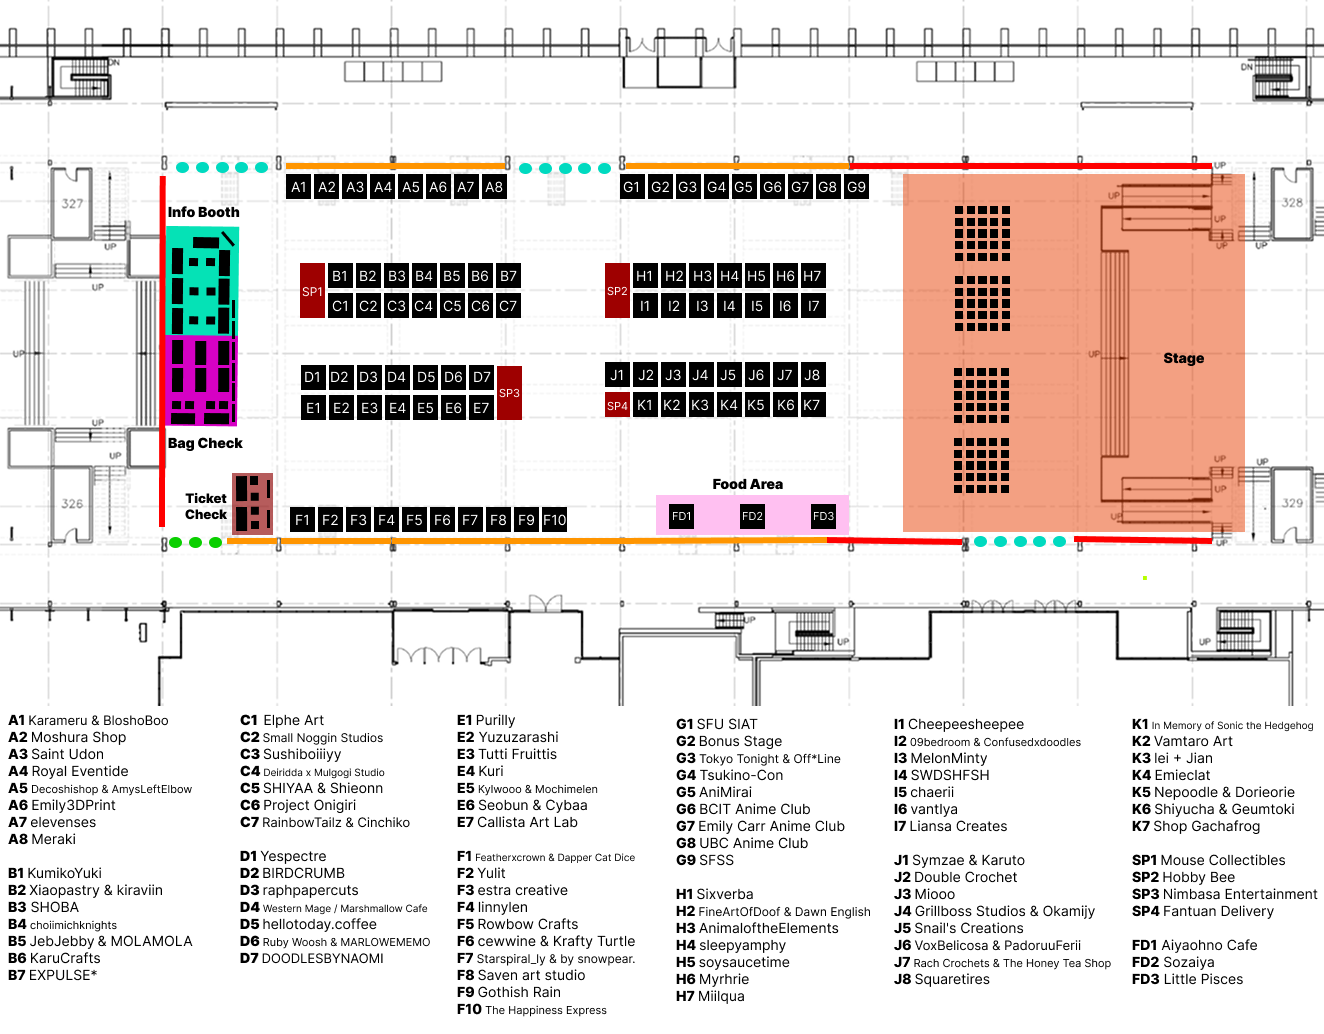 DN
DN
UP
327
328
A1 A2 A3 A4 A5 A6 A7 A8
G1 G2 G3 G4 G5 G6 G7 G8 G9
UP
UP
Info Booth
UP
UP
UP
UP
SP1
B1 B2 B3 B4 B5 B6 B7
SP2
H1 H2 H3 H4 H5 H6 H7
C1 C2 C3 C4 C5 C6 C7
I1 I2 I3 I4 I5 I6 I7
UP
UP
UP
Stage
D1 D2 D3 D4 D5 D6 D7
SP3
J1 J2 J3 J4 J5 J6 J7 J8
E1 E2 E3 E4 E5 E6 E7
SP4
K1 K2 K3 K4 K5 K6 K7
UP
Bag Check
UP
UP
UP
UP
Food Area
Ticket
Check
326
329
F1 F2 F3 F4 F5 F6 F7 F8 F9 F10
FD1 FD2 FD3
UP
UP
UP
UP
UP
A1 Karameru & BloshoBoo
A2 Moshura Shop
A3 Saint Udon
A4 Royal Eventide
A5 Decoshishop & AmysLeftElbow
A6 Emily3DPrint
A7 elevenses
A8 Meraki
B1 KumikoYuki
B2 Xiaopastry & kiraviin
B3 SHOBA
B4 choiimichknights
B5 JebJebby & MOLAMOLA
B6 KaruCrafts
B7 EXPULSE*
C1 Elphe Art
C2 Small Noggin Studios
C3 Sushiboiiiyy
C4 Deiridda x Mulgogi Studio
C5 SHIYAA & Shieonn
C6 Project Onigiri
C7 RainbowTailz & Cinchiko
D1 Yespectre
D2 BIRDCRUMB
D3 raphpapercuts
D4 Western Mage / Marshmallow Cafe
D5 hellotoday.coffee
D6 Ruby Woosh & MARLOWEMEMO
D7 DOODLESBYNAOMI
E1 Purilly
E2 Yuzuzarashi
E3 Tutti Fruittis
E4 Kuri
E5 Kylwooo & Mochimelen
E6 Seobun & Cybaa
E7 Callista Art Lab
F1 Featherxcrown & Dapper Cat Dice
F2 Yulit
F3 estra creative
F4 linnylen
F5 Rowbow Crafts
F6 cewwine & Krafty Turtle
F7 Starspiral_ly & by snowpear.
F8 Saven art studio
F9 Gothish Rain
F10 The Happiness Express
G1 SFU SIAT
G2 Bonus Stage
G3 Tokyo Tonight & Off*Line
G4 Tsukino-Con
G5 AniMirai
G6 BCIT Anime Club
G7 Emily Carr Anime Club
G8 UBC Anime Club
G9 SFSS
H1 Sixverba
H2 FineArtOfDoof & Dawn English
H3 AnimaloftheElements
H4 sleepyamphy
H5 soysaucetime
H6 Myrhrie
H7 Miilqua
I1 Cheepeesheepee
I2 09bedroom & Confusedxdoodles
I3 MelonMinty
I4 SWDSHFSH
I5 chaerii
I6 vantlya
I7 Liansa Creates
J1 Symzae & Karuto
J2 Double Crochet
J3 Miooo
J4 Grillboss Studios & Okamijy
J5 Snail's Creations
J6 VoxBelicosa & PadoruuFerii
J7 Rach Crochets & The Honey Tea Shop
J8 Squaretires
K1 In Memory of Sonic the Hedgehog
K2 Vamtaro Art
K3 lei + Jian
K4 Emieclat
K5 Nepoodle & Dorieorie
K6 Shiyucha & Geumtoki
K7 Shop Gachafrog
SP1 Mouse Collectibles
SP2 Hobby Bee
SP3 Nimbasa Entertainment
SP4 Fantuan Delivery
FD1 Aiyaohno Cafe
FD2 Sozaiya
FD3 Little Pisces